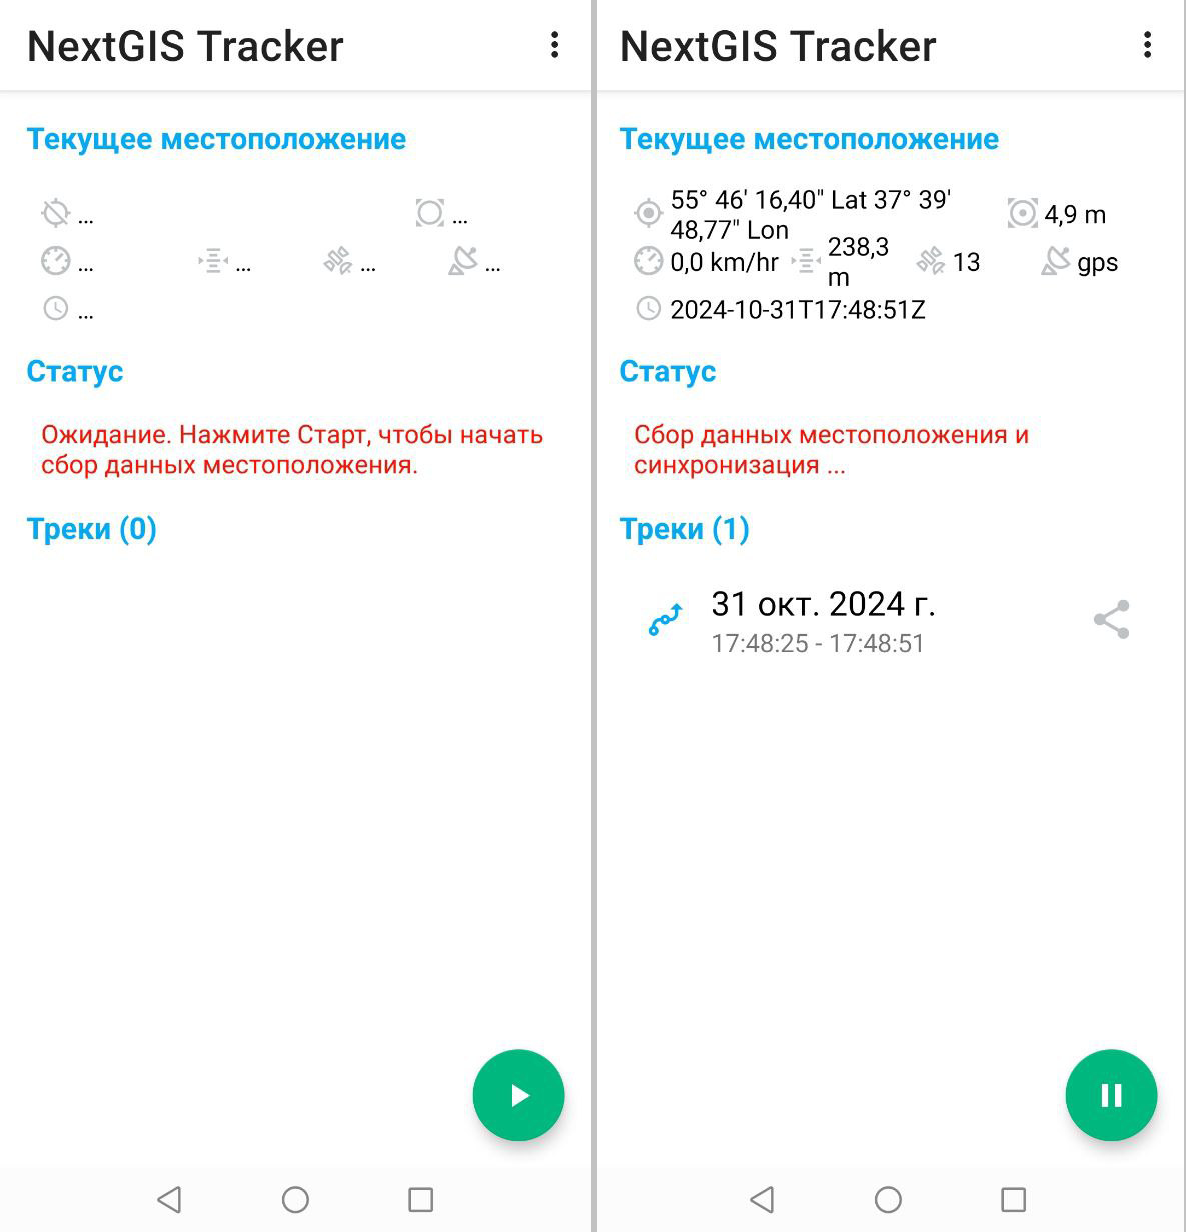 NextGIS Tracker
Текущее местоположение
... ...
... ... ... ...
...
Статус
Ожидание. Нажмите Старт, чтобы начать
сбор данных местоположения.
Треки (0)
NextGIS Tracker
Текущее местоположение
55° 46' 16,40" Lat 37° 39'
48,77" Lon
4,9 m
0,0 km/hr
238,3
m
13
gps
2024-10-31T17:48:51Z
Статус
Сбор данных местоположения и
синхронизация ...
Треки (1)
31 окт. 2024 г.
17:48:25 - 17:48:51